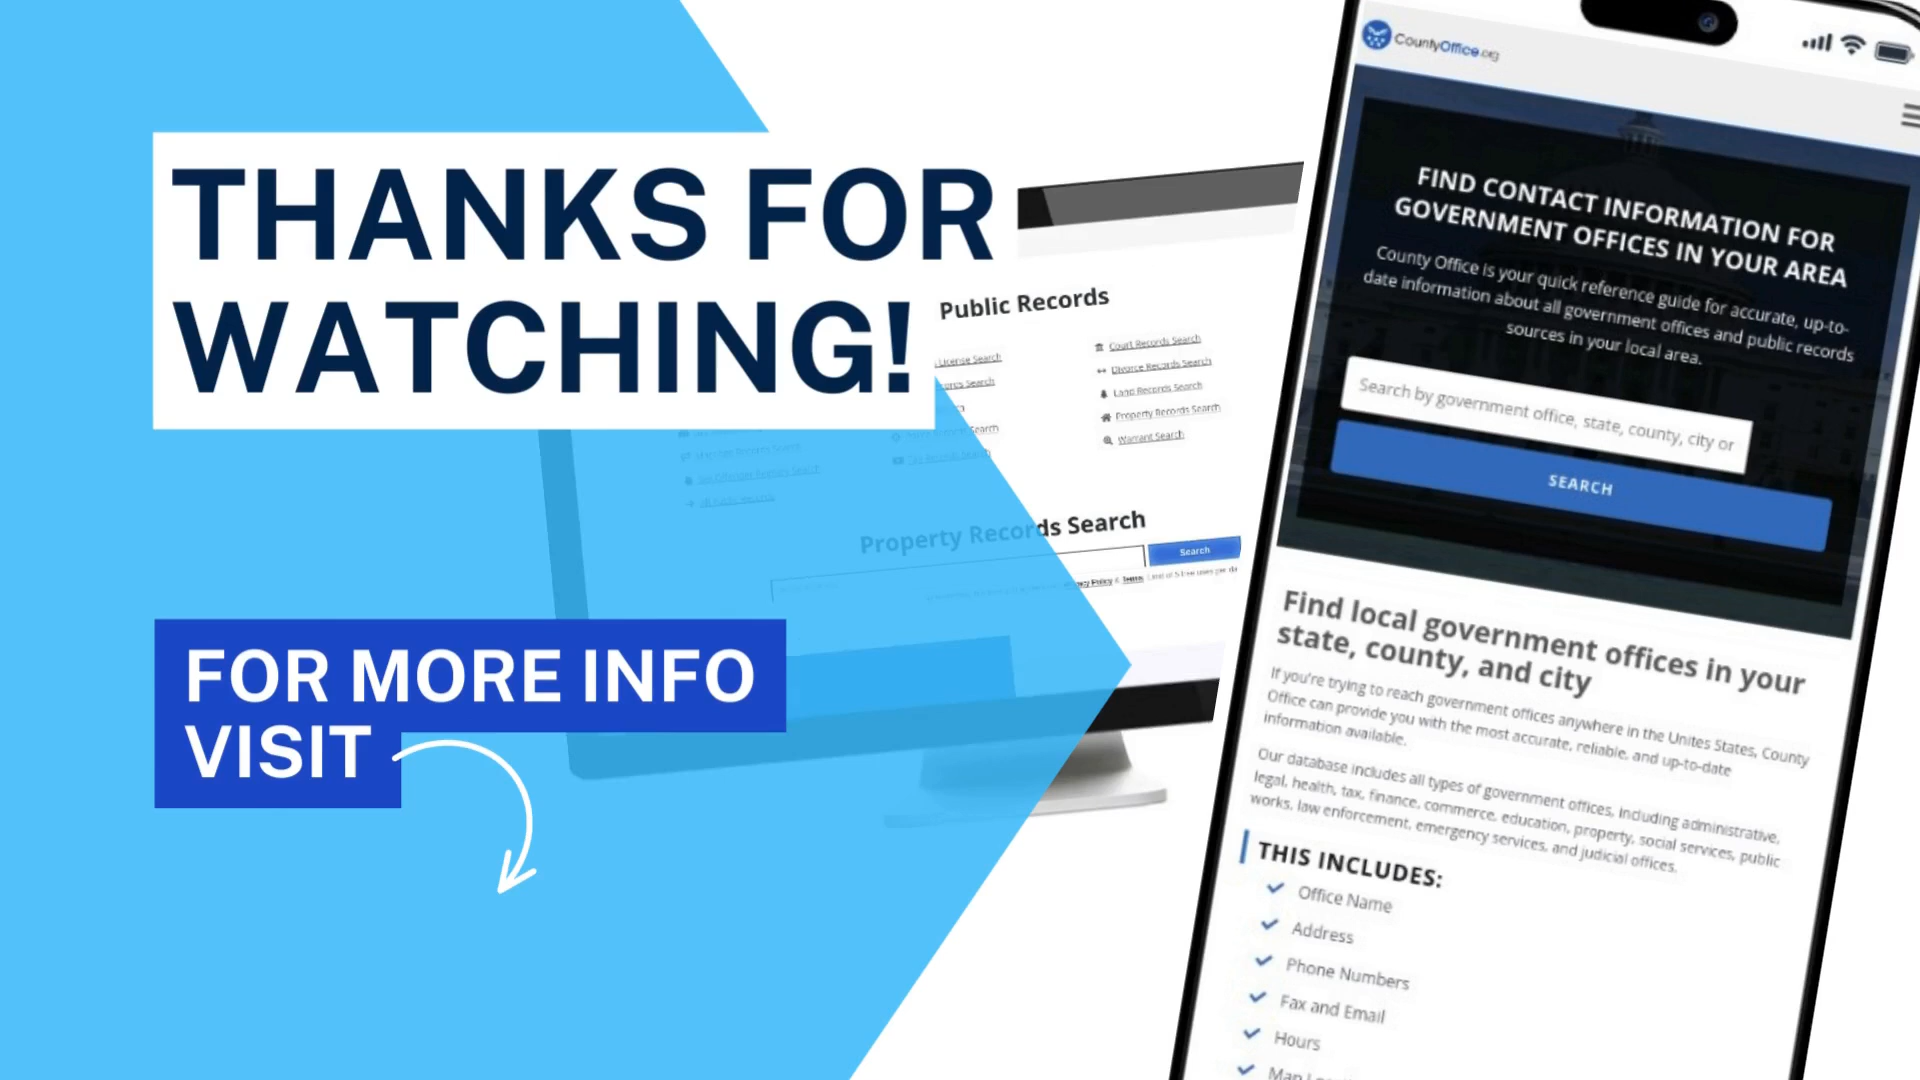 THANKS FOR
WATCHING!
FOR MORE INFO
VISIT
Public Records
License Search
Search
Search
Court Records Search
Divorce Records Search
Land Records Search
Property Records Search
Warrant Search
Property Records Search
Search
Policy & Terms
CountyOffice.org
FIND CONTACT INFORMATION FOR
GOVERNMENT OFFICES IN YOUR AREA
County Office is your quick reference guide for accurate, up-to-
date information about all government offices and public records
sources in your local area.
Search by government office, state, county, city or
SEARCH
Find local government offices in your
state, county, and city
If you're trying to reach government offices anywhere in the Unites States, County
Office can provide you with the most accurate, reliable, and up-to-date
information available.
Our database includes all types of government offices, including administrative,
legal, health, tax, finance, commerce, education, property, social services, public
works, law enforcement, emergency services, and judicial offices.
THIS INCLUDES:
Office Name
Address
Phone Numbers
Fax and Email
Hours
Map